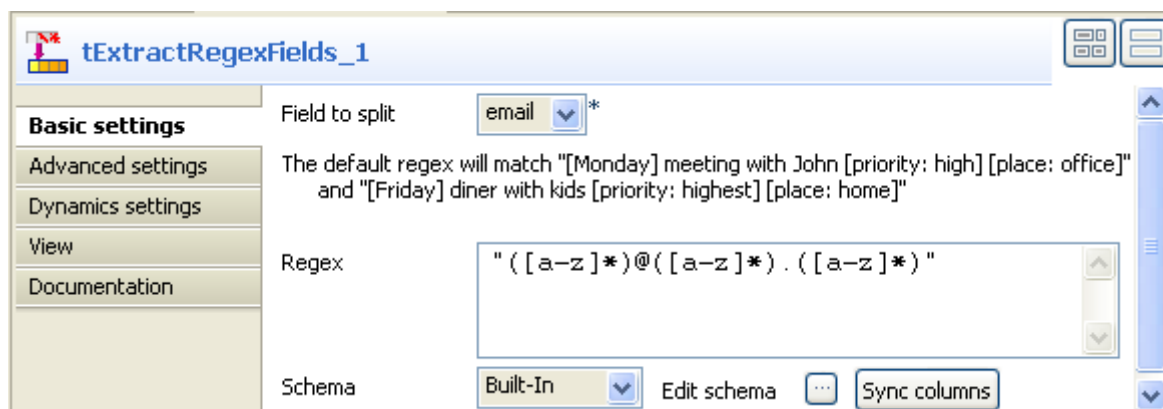 tExtractRegexFields_1
Basic settings
Advanced settings
Dynamics settings
View
Documentation
Field to split email *
The default regex will match "[Monday] meeting with John [priority: high] [place: office]"
and "[Friday] diner with kids [priority: highest] [place: home]"
Regex "([a-z]*)@([a-z]*).([a-z]*)"
Schema Built-In Edit schema ... Sync columns